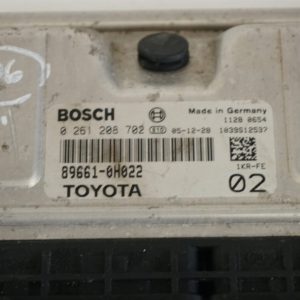 BOSCH
Made in Germany
1128 0654
0 261 208 702
05-12-28
1039S12597
89661-0H022
1KR-FE
TOYOTA
02